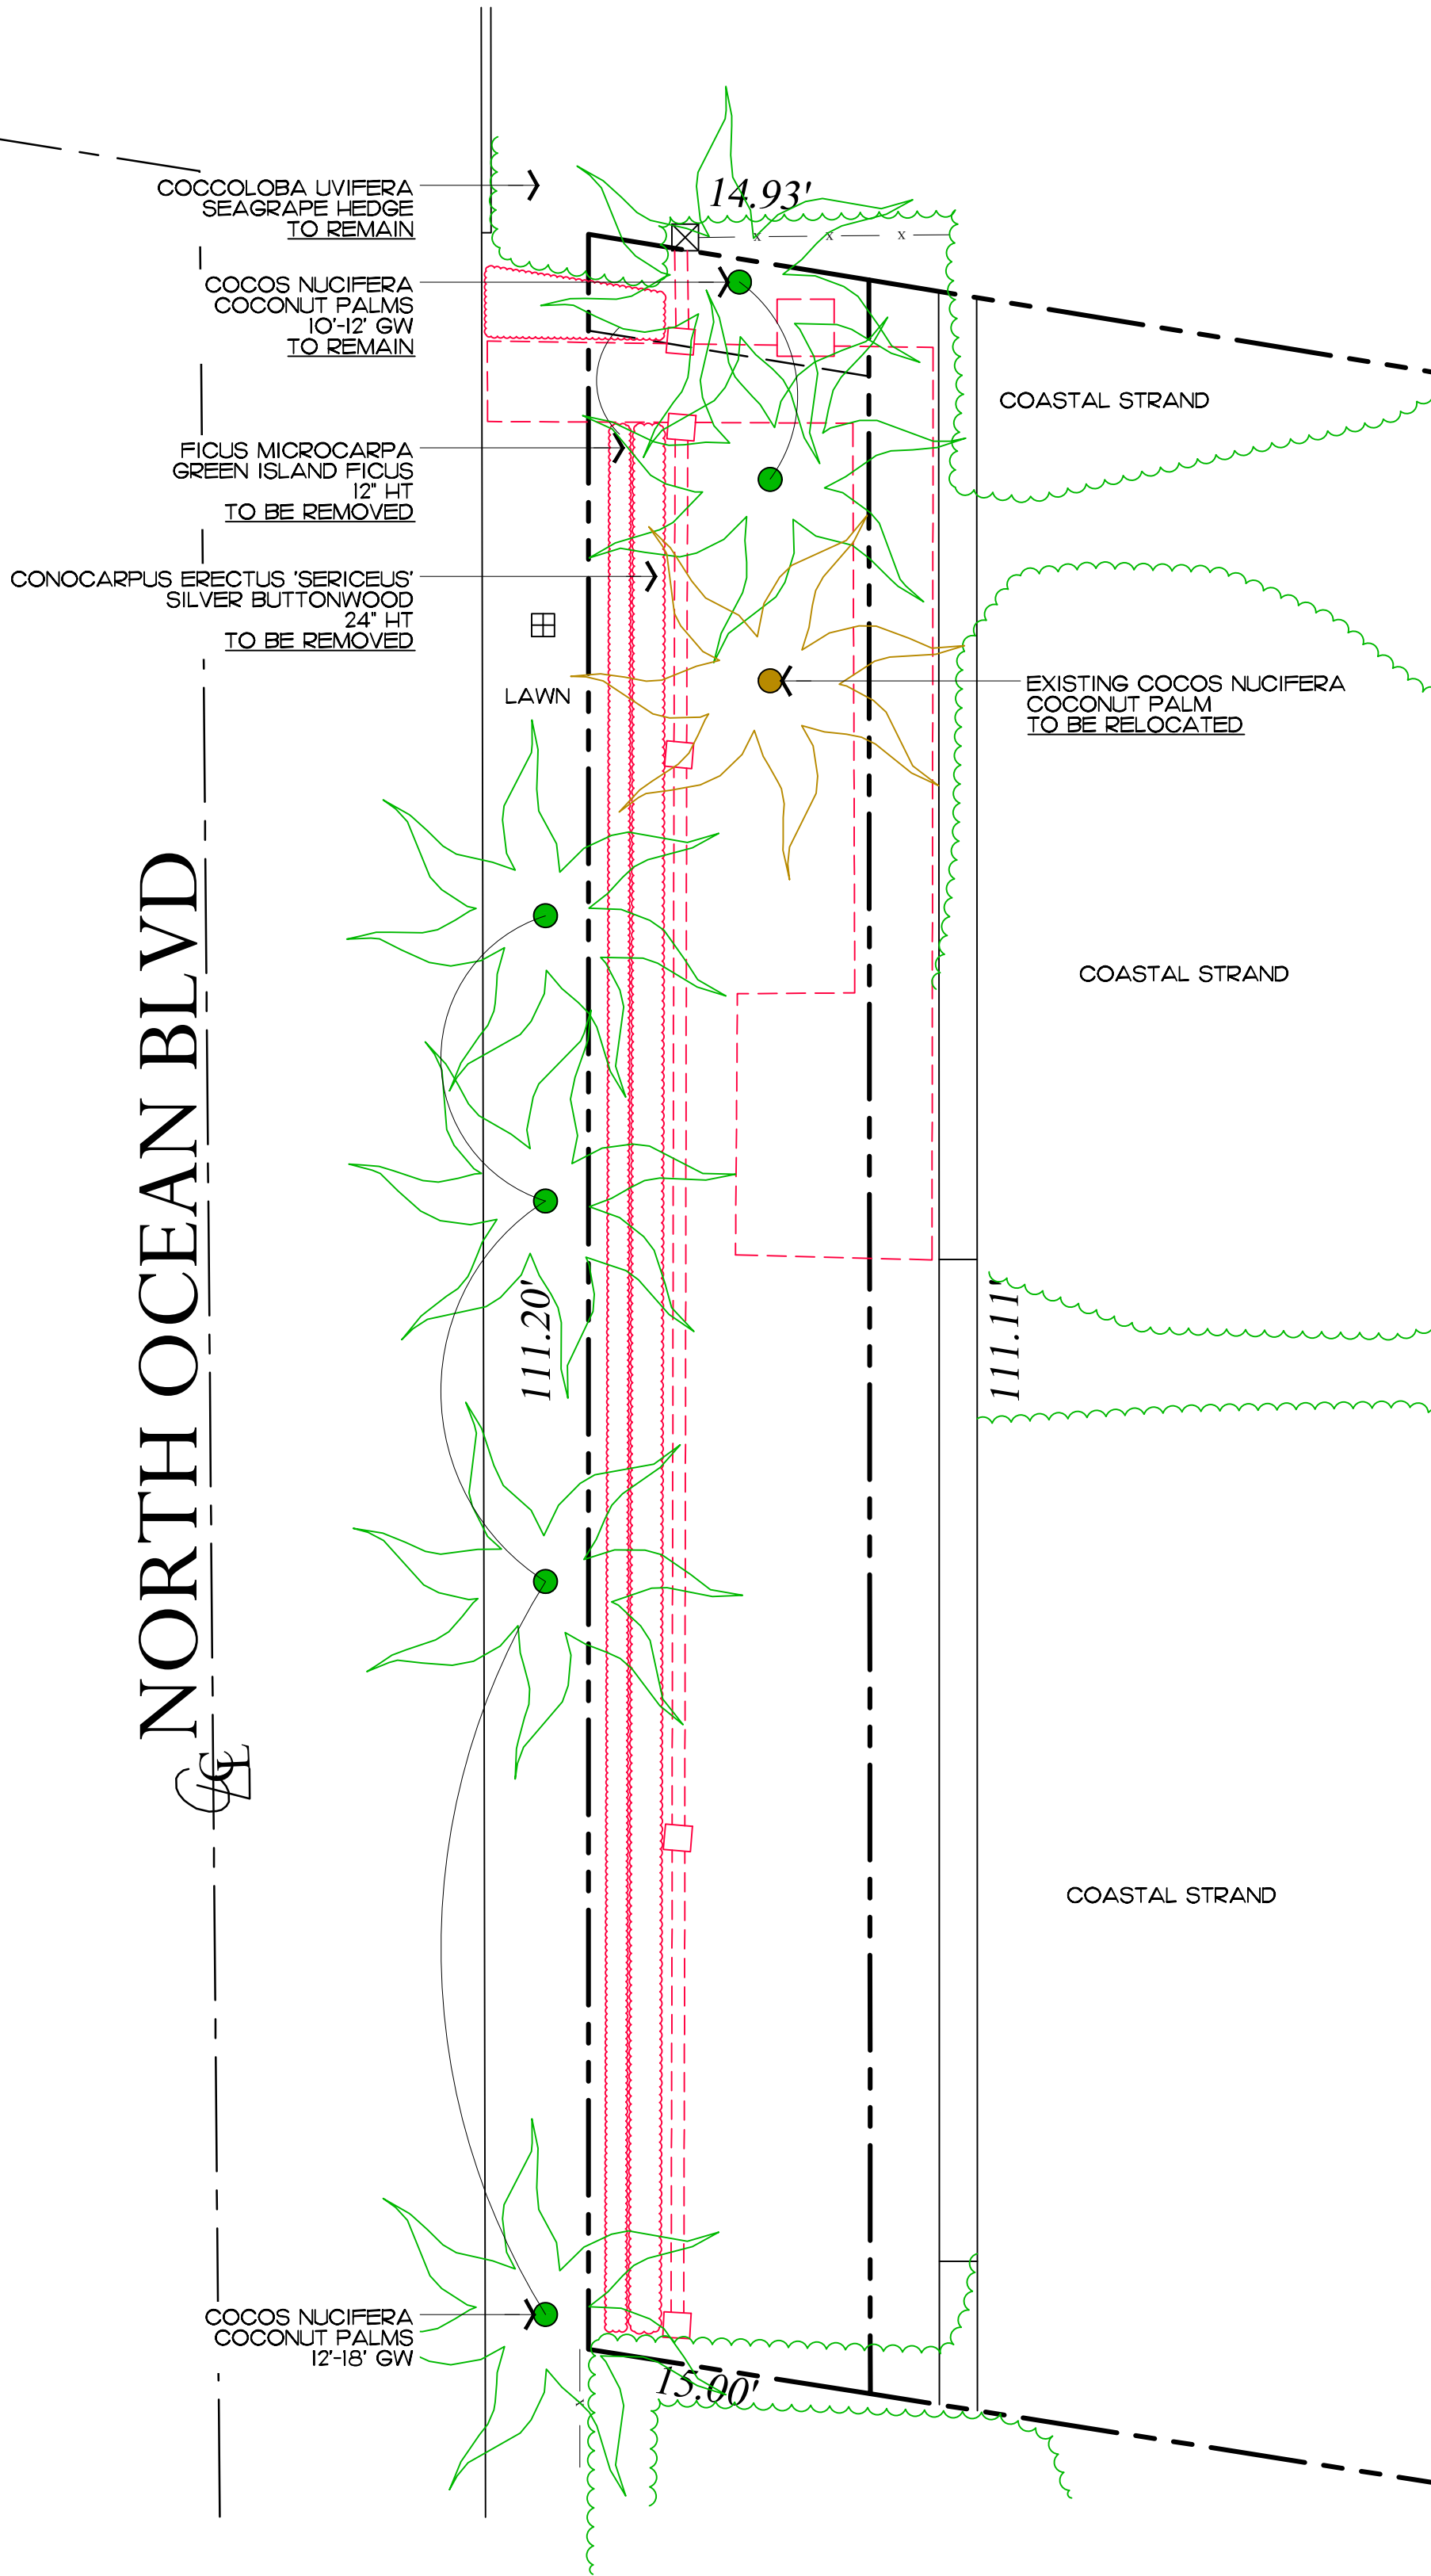 14.93'
COCCOLOBA UVIFERA
SEAGRAPE HEDGE
TO REMAIN
X X X
COCOS NUCIFERA
COCONUT PALMS
10'-12' GW
TO REMAIN
COASTAL STRAND
FICUS MICROCARPA
GREEN ISLAND FICUS
12" HT
TO BE REMOVED
CONOCARPUS ERECTUS 'SERICEUS'
SILVER BUTTONWOOD
24" HT
TO BE REMOVED
LAWN
EXISTING COCOS NUCIFERA
COCONUT PALM
TO BE RELOCATED
COASTAL STRAND
NORTH OCEAN BLVD
111.20'
111.11'
CL
COASTAL STRAND
COCOS NUCIFERA
COCONUT PALMS
12'-18' GW
15.00'
X